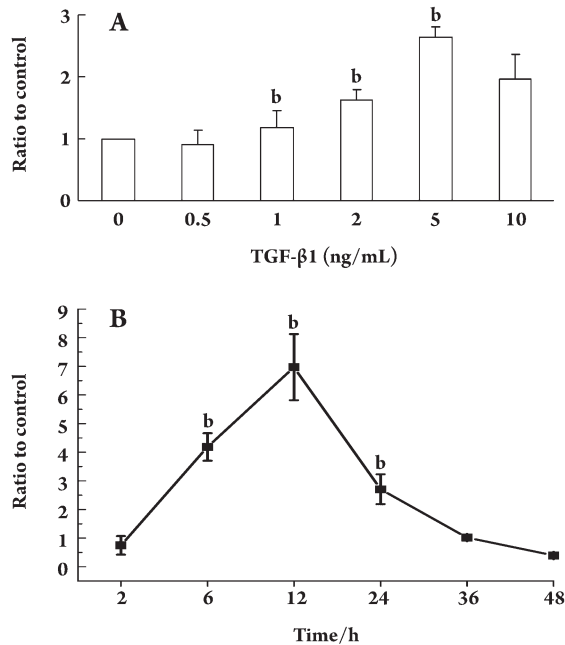 A
Ratio to control
3
2
1
0
b
b
b
0 0.5 1 2 5 10
TGF-β1 (ng/mL)
B
Ratio to control
9
8
7
6
5
4
3
2
1
0
b
b
b
2 6 12 24 36 48
Time/h